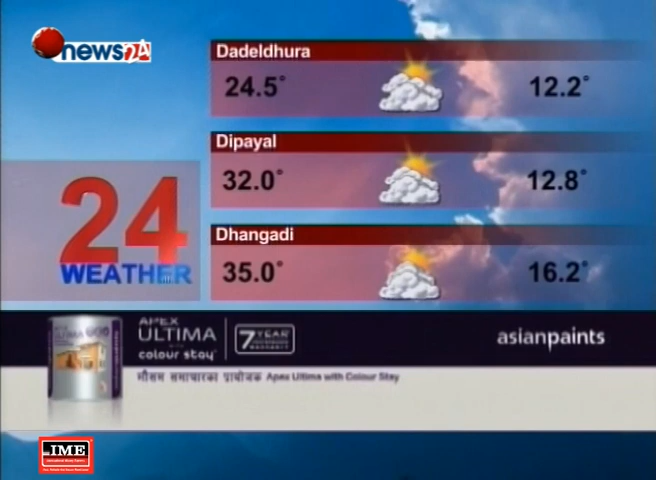 news24
Dadeldhura
24.5° 12.2°
Dipayal
32.0° 12.8°
24
WEATHER
Dhangadi
35.0° 16.2°
APEX
ULTIMA
colour stay
7 YEAR
WARRANTY
asianpaints
मौसम समाचारका प्रायोजक Apex Ultima with Colour Stay
IME